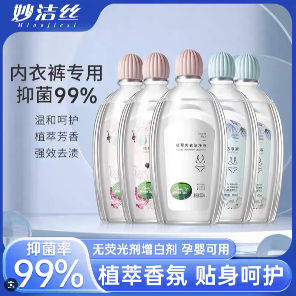 妙洁丝
Miaojiesi
内衣裤专用
抑菌99%
温和呵护
植萃芳香
强效去渍
抑菌率
99%
无荧光剂增白剂 孕婴可用
植萃香氛 贴身呵护